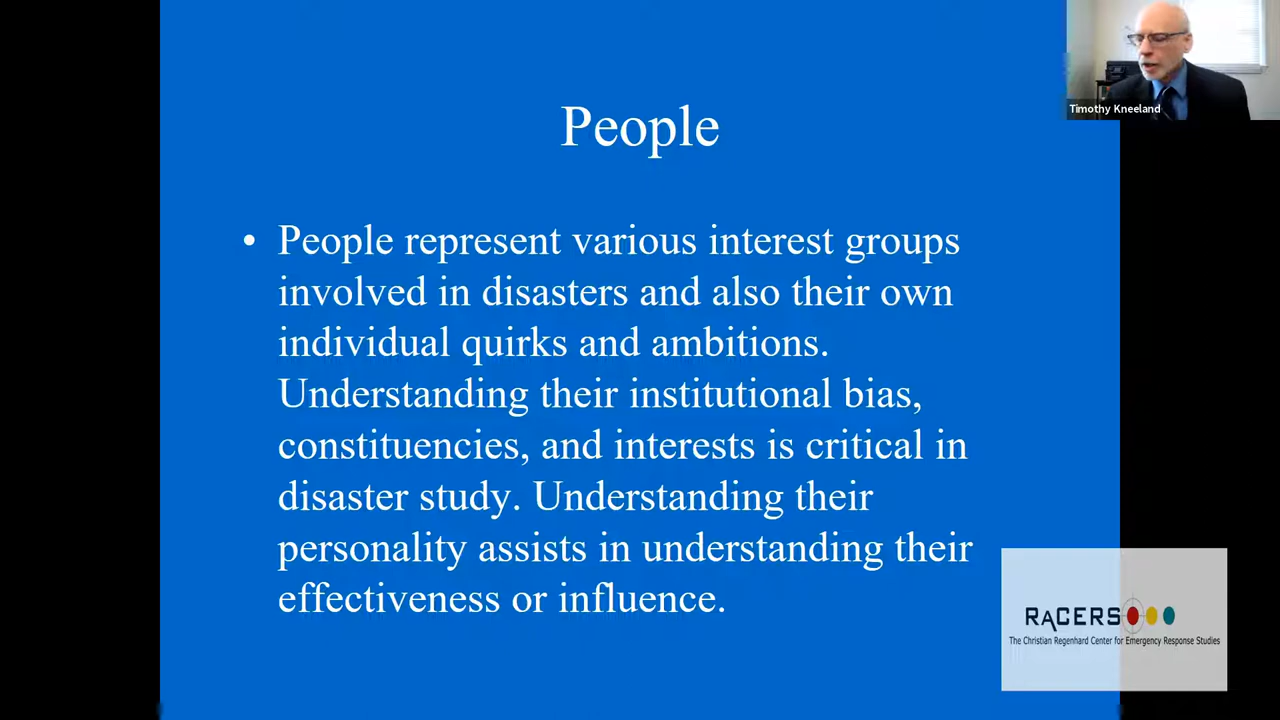 Timothy Kneeland
People
• People represent various interest groups
involved in disasters and also their own
individual quirks and ambitions.
Understanding their institutional bias,
constituencies, and interests is critical in
disaster study. Understanding their
personality assists in understanding their
effectiveness or influence.
RaCERS
The Christian Regenhard Center for Emergency Response Studies